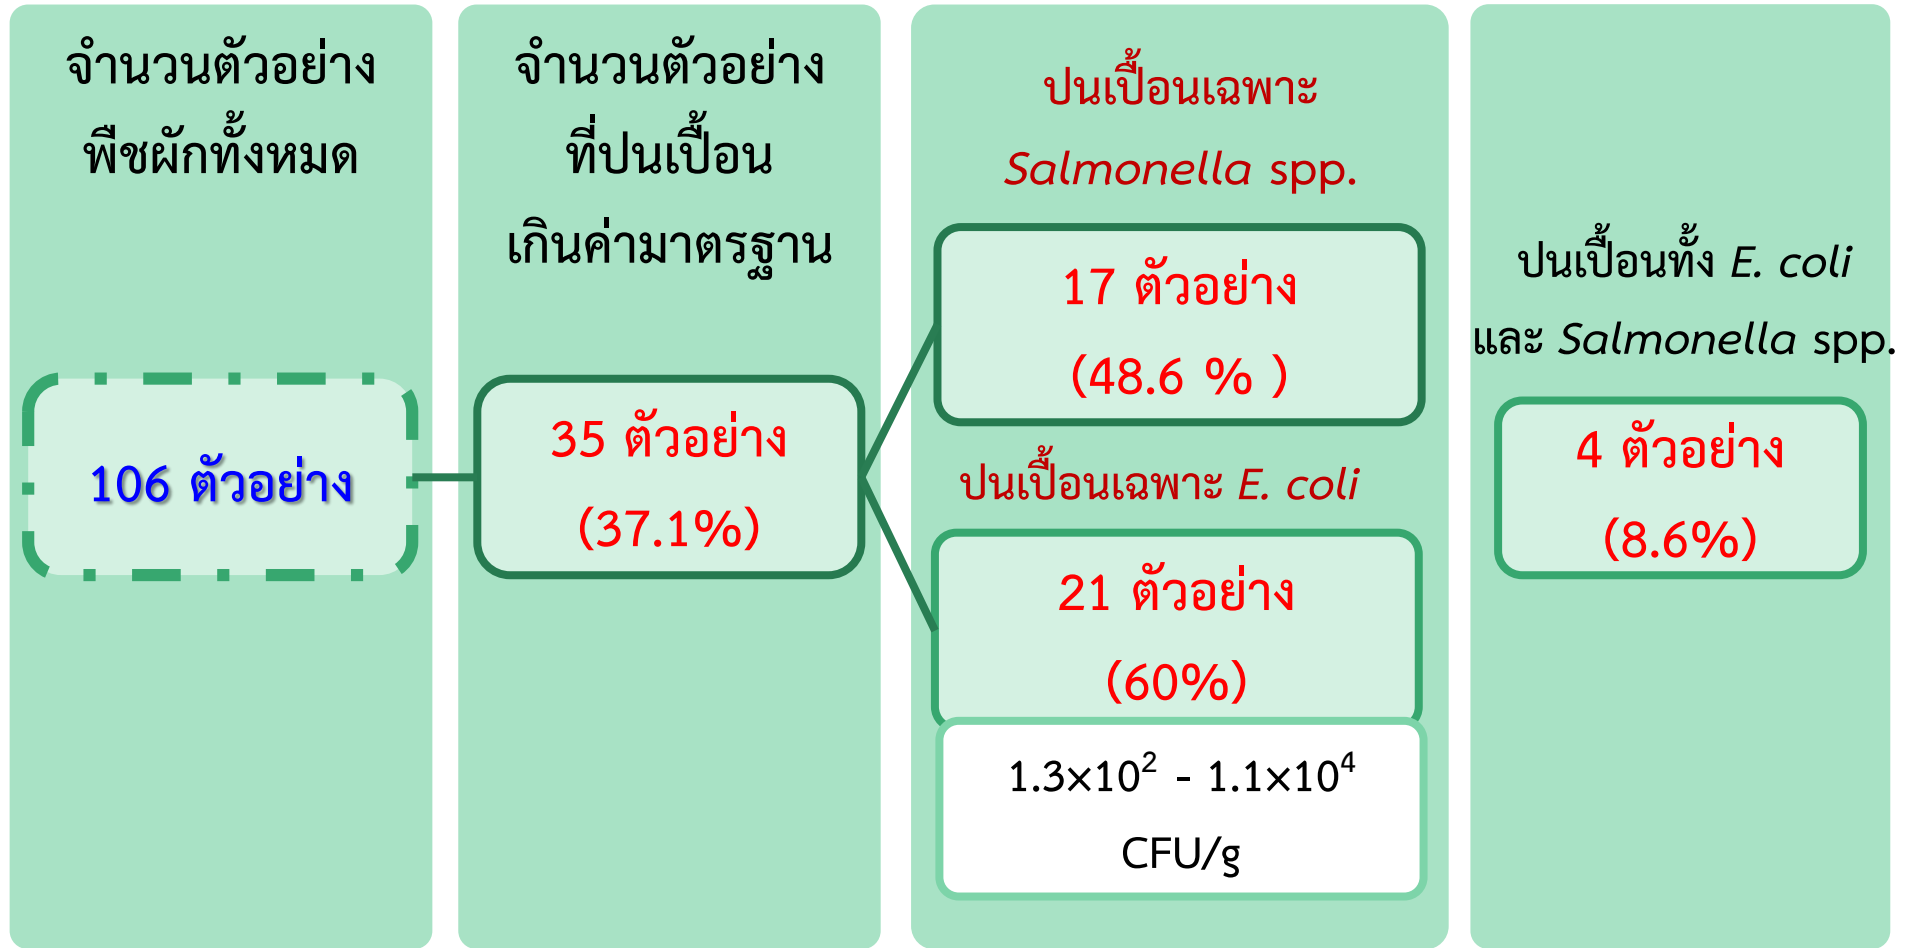 จำนวนตัวอย่าง
พืชผักทั้งหมด
106 ตัวอย่าง
จำนวนตัวอย่าง
ที่ปนเปื้อน
เกินค่ามาตรฐาน
35 ตัวอย่าง
(37.1%)
ปนเปื้อนเฉพาะ
Salmonella spp.
17 ตัวอย่าง
(48.6 % )
ปนเปื้อนเฉพาะ E. coli
21 ตัวอย่าง
(60%)
1.3×10² - 1.1×10⁴
CFU/g
ปนเปื้อนทั้ง E. coli
และ Salmonella spp.
4 ตัวอย่าง
(8.6%)